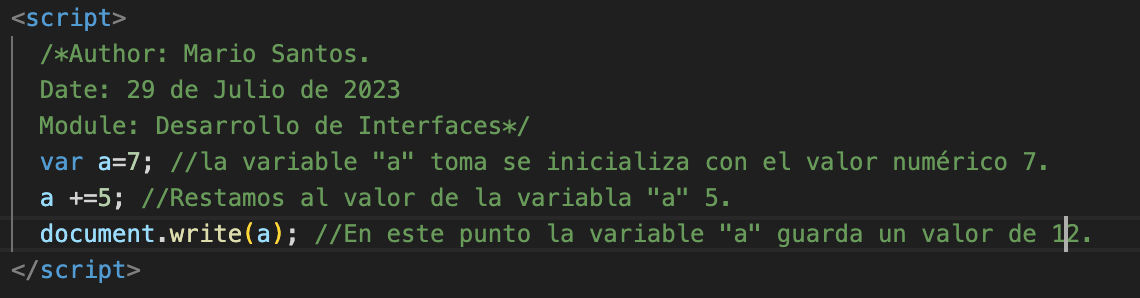 <script>
/*Author: Mario Santos.
Date: 29 de Julio de 2023
Module: Desarrollo de Interfaces*/
var a=7; //la variable "a" toma se inicializa con el valor numérico 7.
a +=5; //Restamos al valor de la variabla "a" 5.
document.write(a); //En este punto la variable "a" guarda un valor de 12.
</script>